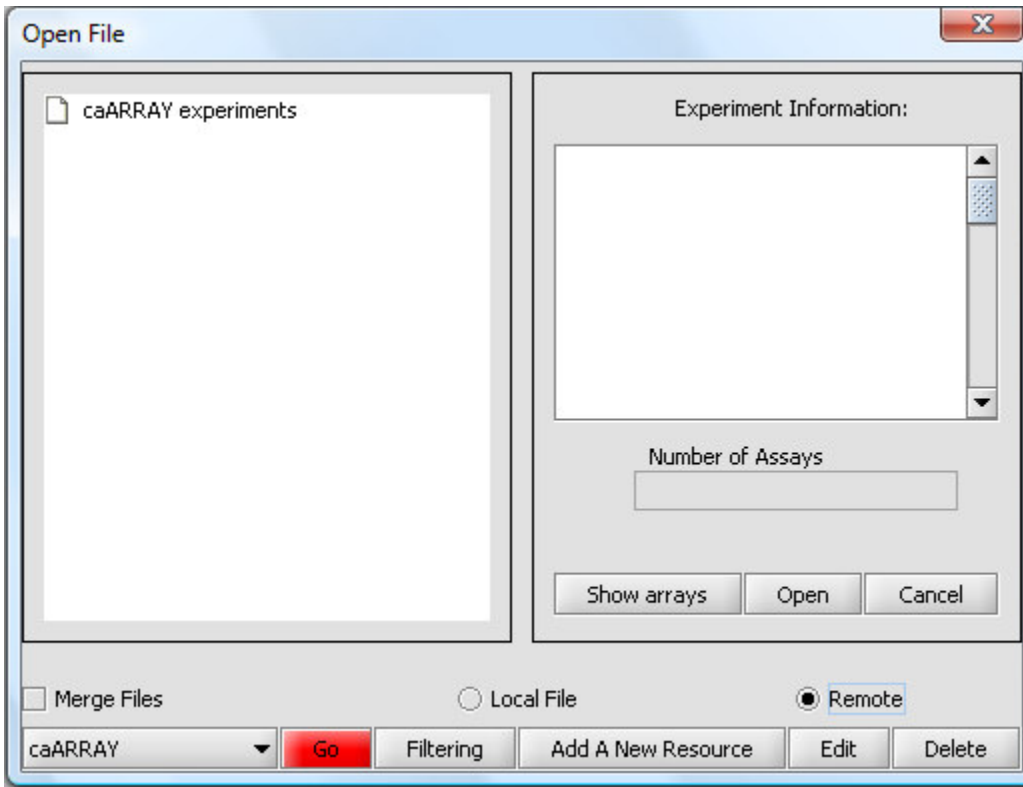 Open File
caARRAY experiments
Experiment Information:
Number of Assays
Show arrays Open Cancel
Merge Files Local File Remote
caARRAY Go Filtering Add A New Resource Edit Delete